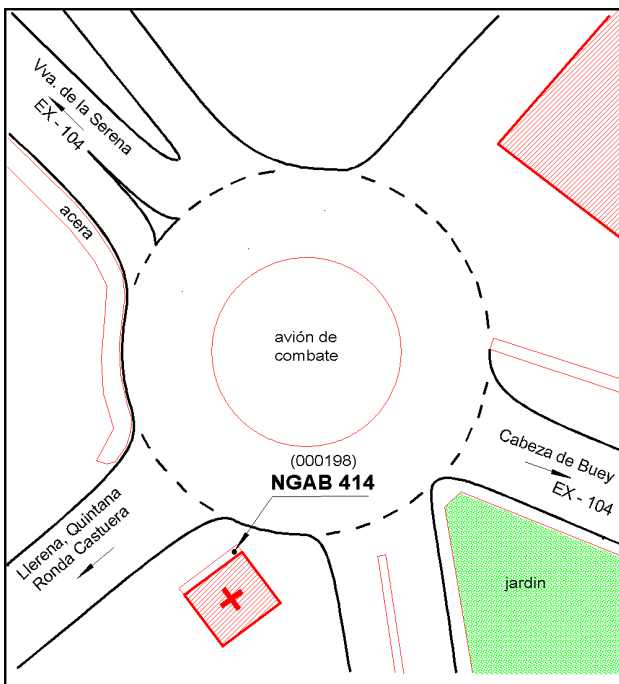 Vva. de la Serena
EX - 104
acera
avión de
combate
(000198)
NGAB 414
Cabeza de Buey
EX - 104
Llerena, Quintana
Ronda Castuera
jardin